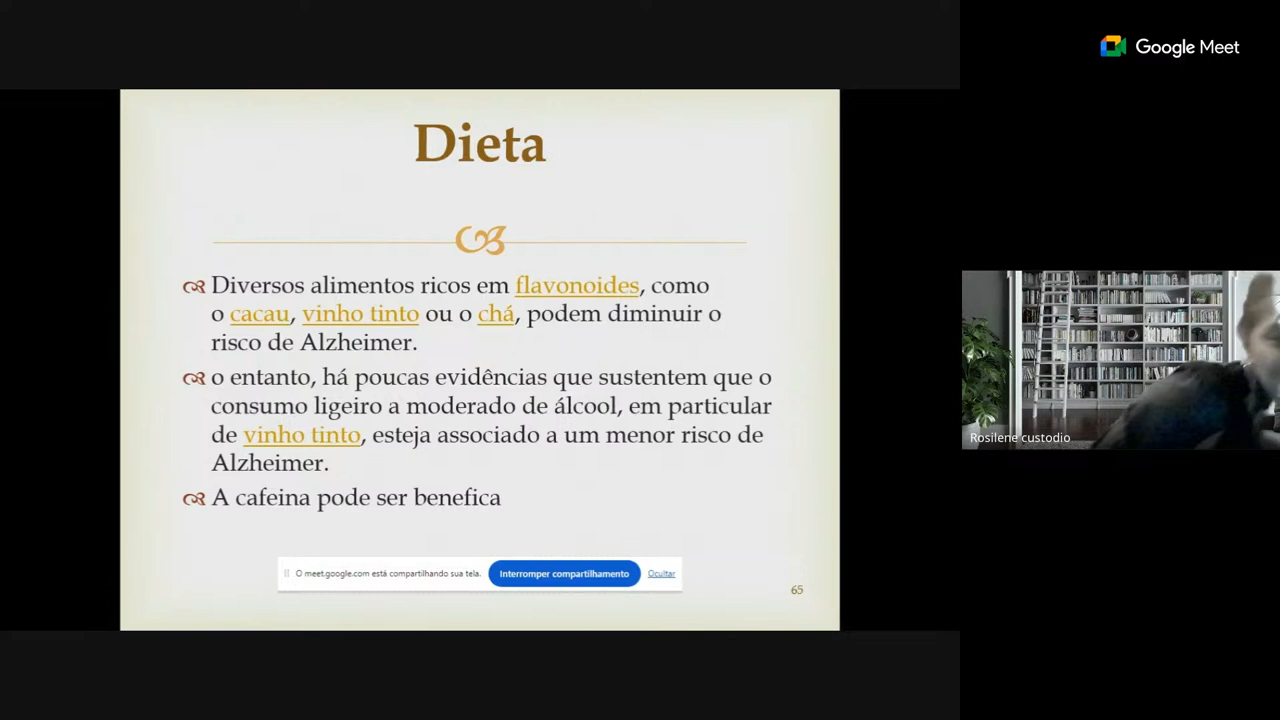 Google Meet
Dieta
Diversos alimentos ricos em flavonoides, como
o cacau, vinho tinto ou o chá, podem diminuir o
risco de Alzheimer.
o entanto, há poucas evidências que sustentem que o
consumo ligeiro a moderado de álcool, em particular
de vinho tinto, esteja associado a um menor risco de
Alzheimer.
A cafeina pode ser benefica
O meet.google.com está compartilhando sua tela. Interromper compartilhamento Ocultar
65
Rosilene custodio